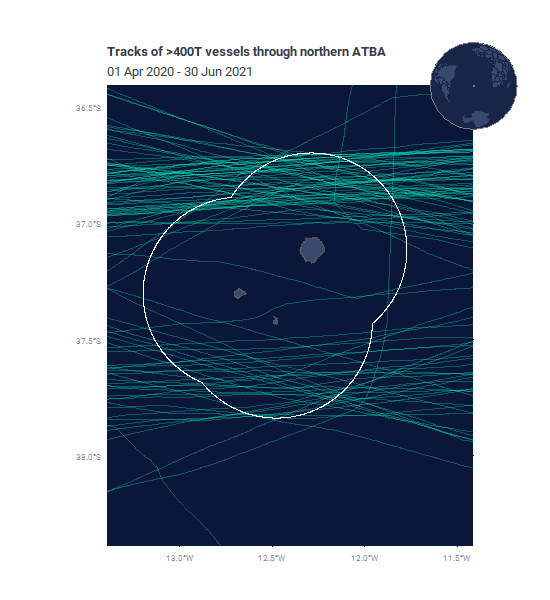 Tracks of >400T vessels through northern ATBA
01 Apr 2020 - 30 Jun 2021
36.5°S
37.0°S
37.5°S
38.0°S
13.0°W 12.5°W 12.0°W 11.5°W